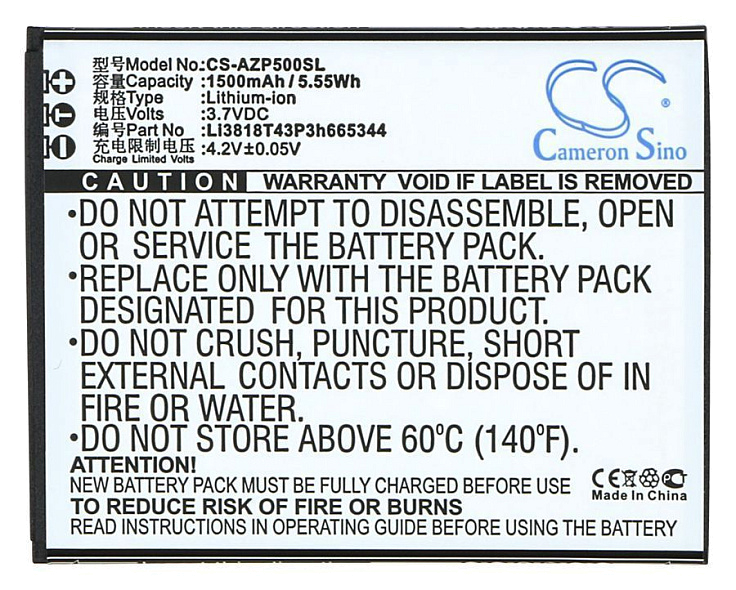 型号Model: CS-AZP500SL
容量Capacity: 1500mAh / 5.55Wh
类型Type: Lithium-ion
电压Volts: 3.7VDC
编号PartNo: Li3818T43P3h665344
充电限制电压: 4.2V±0.05V
Charge Limited Volts
CS
®
Cameron Sino
CAUTION WARRANTY VOID IF LABEL IS REMOVED
•DO NOT ATTEMPT TO DISASSEMBLE, OPEN
OR SERVICE THE BATTERY PACK.
•REPLACE ONLY WITH THE BATTERY PACK
DESIGNATED FOR THIS PRODUCT.
•DO NOT CRUSH, PUNCTURE, SHORT
EXTERNAL CONTACTS OR DISPOSE OF IN
FIRE OR WATER.
•DO NOT STORE ABOVE 60ºC (140ºF).
ATTENTION!
NEW BATTERY PACK MUST BE FULLY CHARGED BEFORE USE
TO REDUCE RISK OF FIRE OR BURNS
READ INSTRUCTIONS IN OPERATING GUIDE BEFORE USING THE BATTERY
CE
Made In China